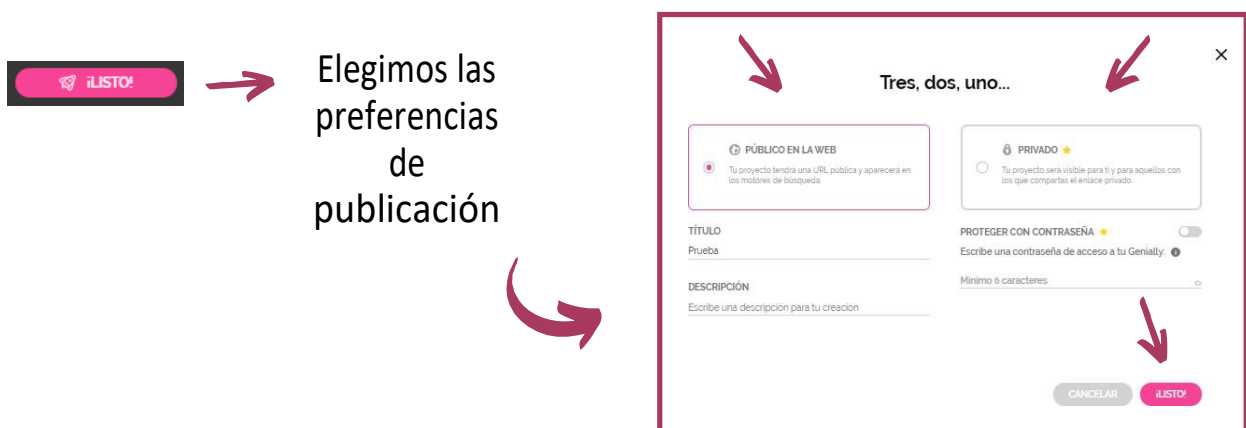 ¡LISTO!
Elegimos las
preferencias
de
publicación
Tres, dos, uno...
PÚBLICO EN LA WEB
Tu proyecto tendrá una URL pública y aparecerá en
los motores de búsqueda.
PRIVADO
Tu proyecto será visible para ti y para aquellos con
los que compartas el enlace privado.
TÍTULO
Prueba
DESCRIPCIÓN
Escribe una descripción para tu creación
PROTEGER CON CONTRASEÑA
Escribe una contraseña de acceso a tu Genially:
Mínimo 6 caracteres
CANCELAR
¡LISTO!